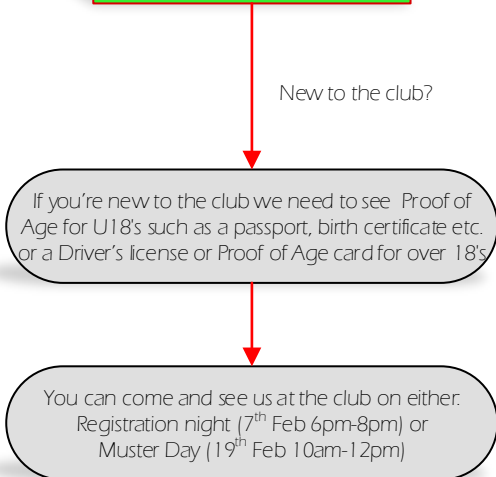 New to the club?
If you're new to the club we need to see Proof of
Age for U18's such as a passport, birth certificate etc.
or a Driver's license or Proof of Age card for over 18's
You can come and see us at the club on either:
Registration night (7th Feb 6pm-8pm) or
Muster Day (19th Feb 10am-12pm)